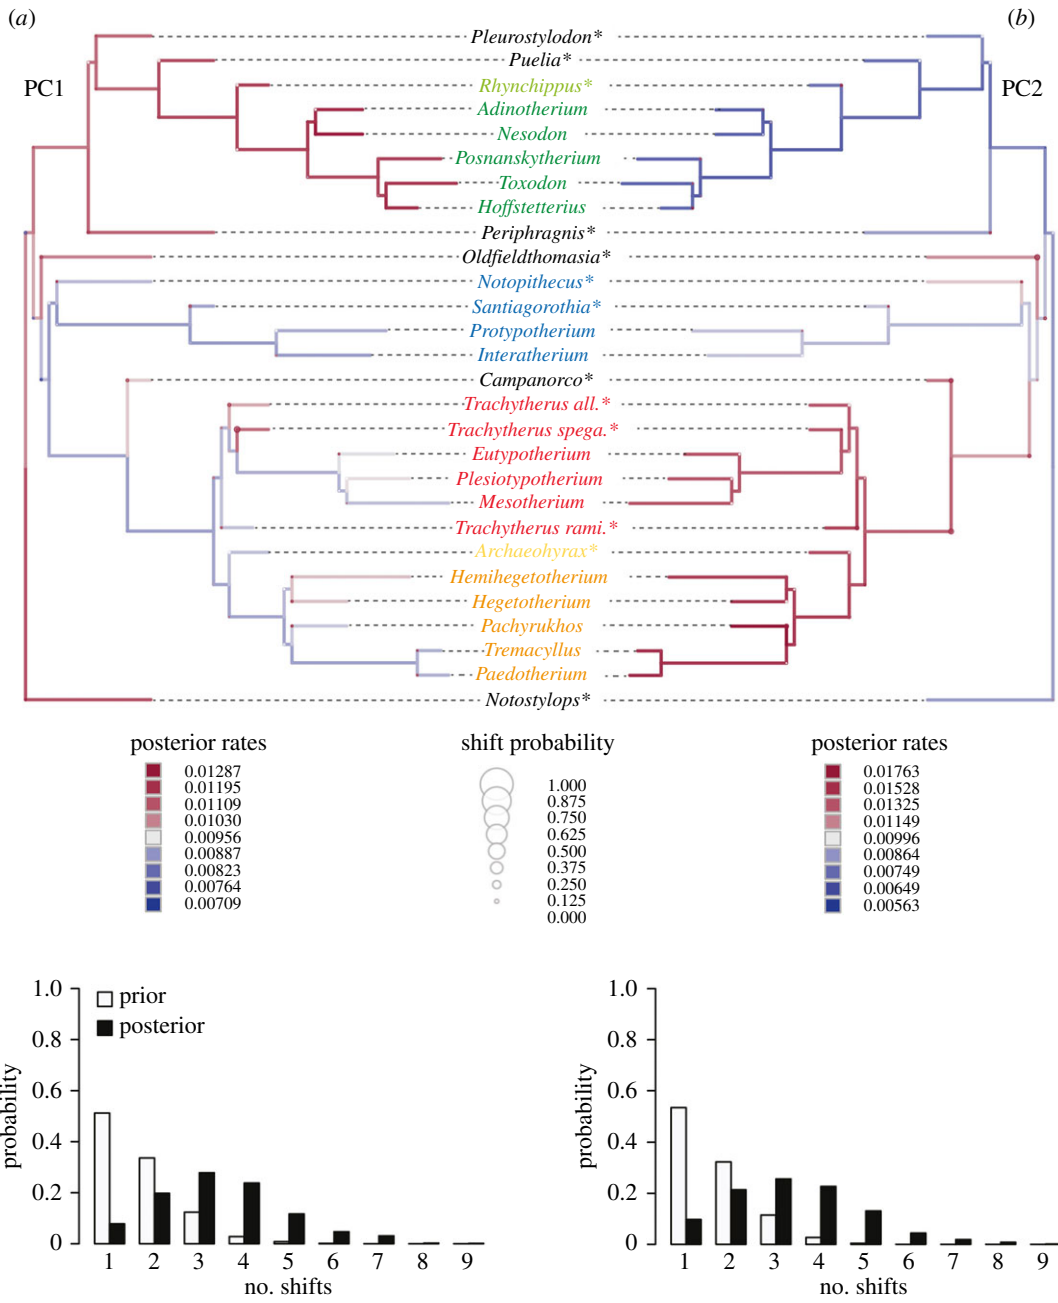 (a)
(b)
PC1
PC2
Pleurostylodon*
Puelia*
Rhynchippus*
Adinotherium
Nesodon
Posnanskytherium
Toxodon
Hoffstetterius
Periphragnis*
Oldfieldthomasia*
Notopithecus*
Santiagorothia*
Protypotherium
Interatherium
Campanorco*
Trachytherus all.*
Trachytherus spega.*
Eutypotherium
Plesiotypotherium
Mesotherium
Trachytherus rami.*
Archaeohyrax*
Hemihegetotherium
Hegetotherium
Pachyrukhos
Tremacyllus
Paedotherium
Notostylops*
posterior rates
0.01287
0.01195
0.01109
0.01030
0.00956
0.00887
0.00823
0.00764
0.00709
shift probability
1.000
0.875
0.750
0.625
0.500
0.375
0.250
0.125
0.000
posterior rates
0.01763
0.01528
0.01325
0.01149
0.00996
0.00864
0.00749
0.00649
0.00563
probability
1.0
0.8
0.6
0.4
0.2
0
prior
posterior
1 2 3 4 5 6 7 8 9
no. shifts
probability
1.0
0.8
0.6
0.4
0.2
0
1 2 3 4 5 6 7 8 9
no. shifts